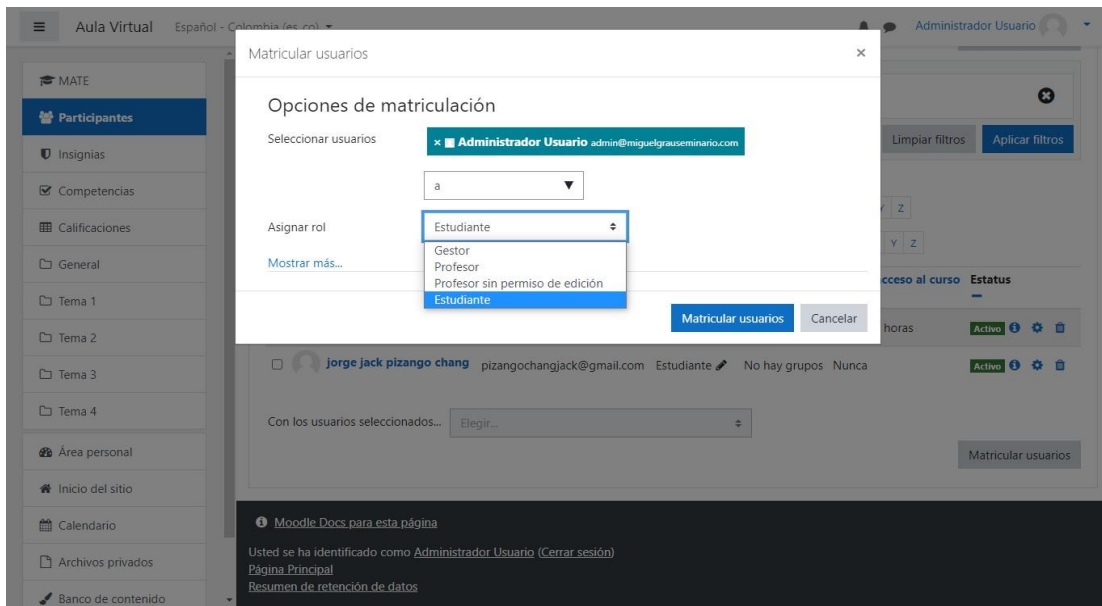 Aula Virtual Español - Colombia (es_co)
Administrador Usuario
Matricular usuarios ×
MATE
Participantes
Insignias
Competencias
Calificaciones
General
Tema 1
Tema 2
Tema 3
Tema 4
Área personal
Inicio del sitio
Calendario
Archivos privados
Banco de contenido
Opciones de matriculación
Seleccionar usuarios
× Administrador Usuario admin@miguelgrauseminario.com
a ▼
Asignar rol
Estudiante
Gestor
Profesor
Profesor sin permiso de edición
Estudiante
Mostrar más...
Matricular usuarios Cancelar
Limpiar filtros Aplicar filtros
Z
Y Z
acceso al curso Estatus
horas Activo
jorge jack pizango chang pizangochangjack@gmail.com Estudiante No hay grupos Nunca Activo
Con los usuarios seleccionados... Elegir...
Matricular usuarios
Moodle Docs para esta página
Usted se ha identificado como Administrador Usuario (Cerrar sesión)
Página Principal
Resumen de retención de datos